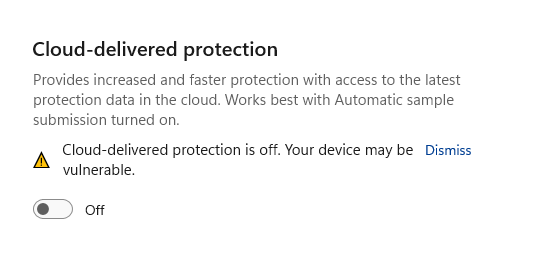 Cloud-delivered protection
Provides increased and faster protection with access to the latest
protection data in the cloud. Works best with Automatic sample
submission turned on.
Cloud-delivered protection is off. Your device may be Dismiss
vulnerable.
Off